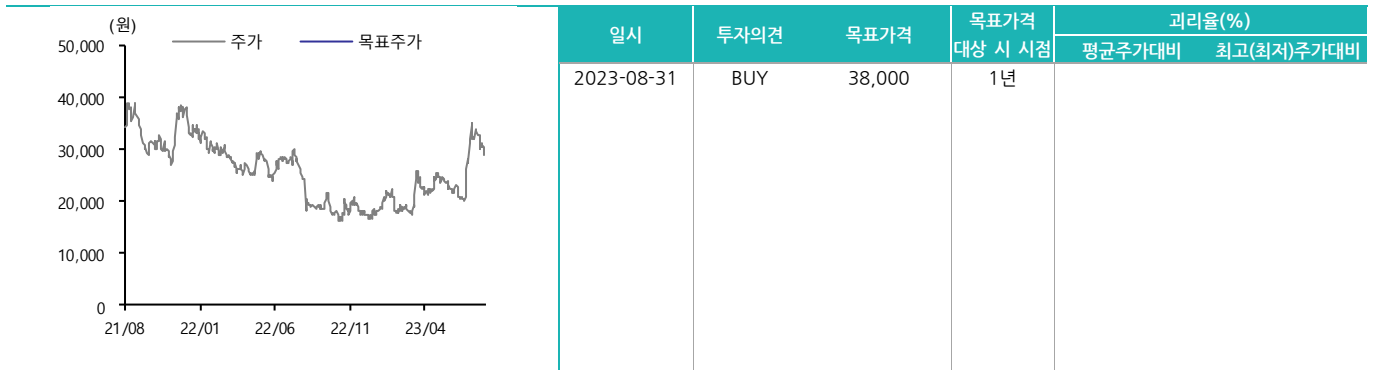 (원)
주가 목표주가
50,000
40,000
30,000
20,000
10,000
0
21/08 22/01 22/06 22/11 23/04
일시 투자의견 목표가격 목표가격 괴리율(%)
대상 시 시점 평균주가대비 최고(최저)주가대비
2023-08-31 BUY 38,000 1년